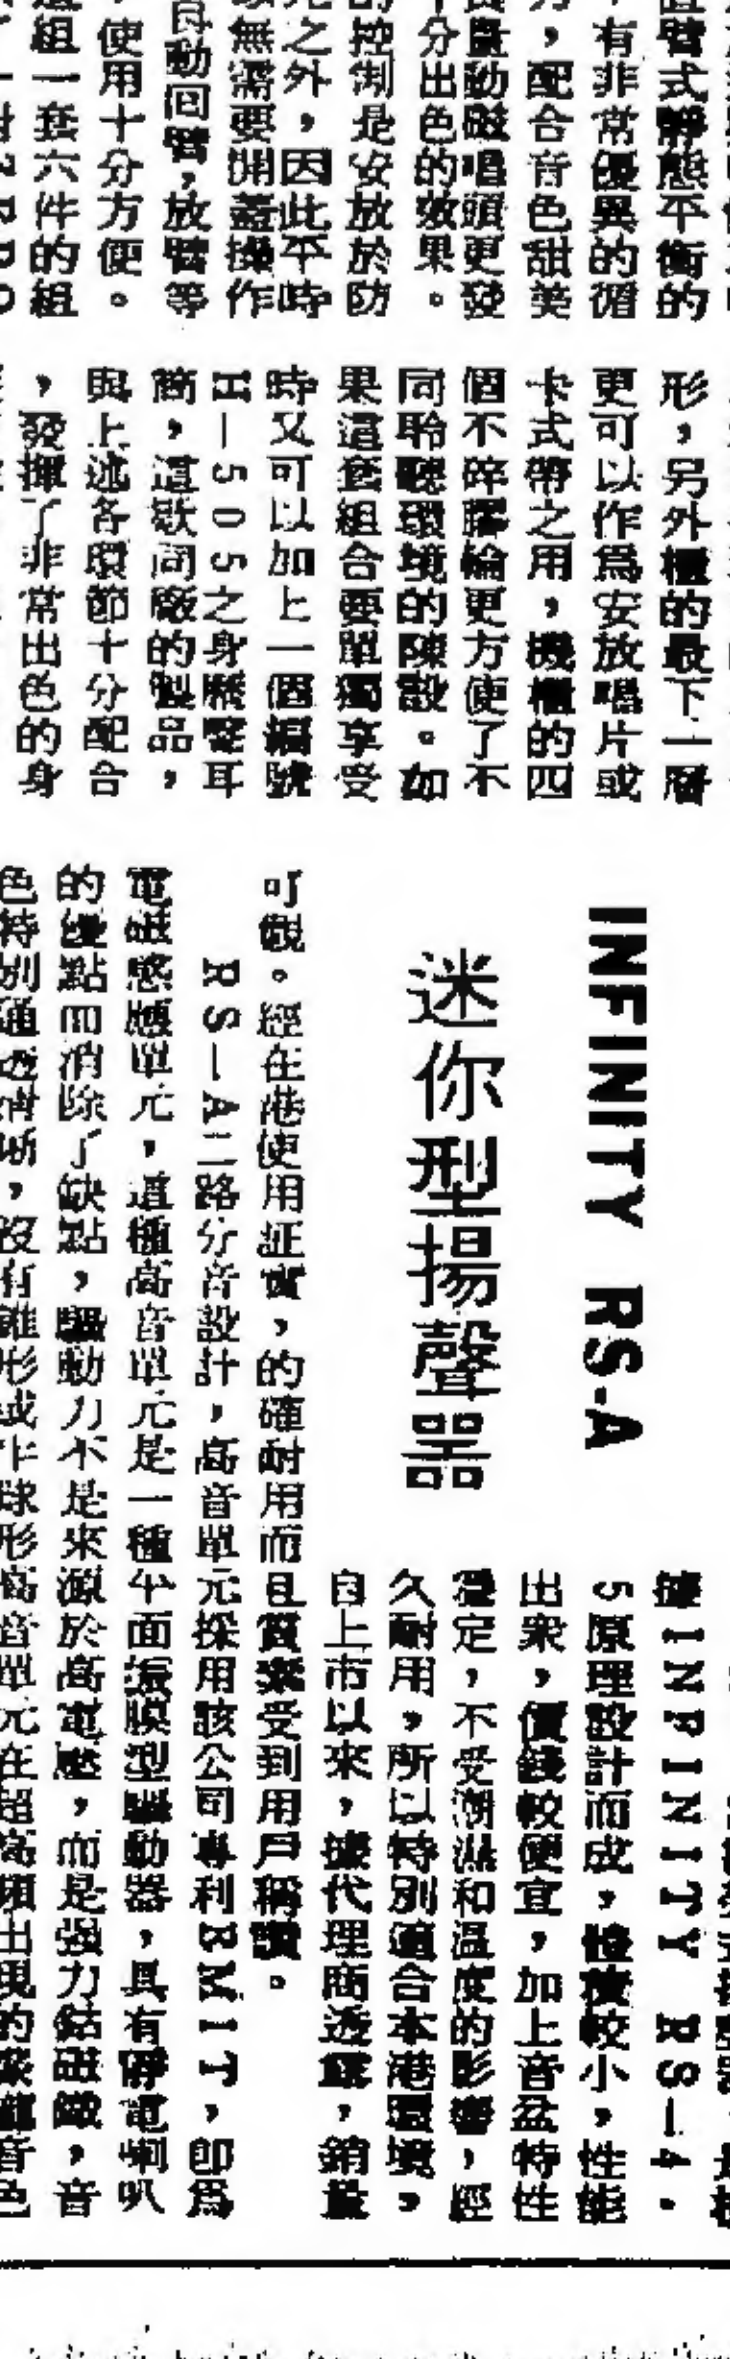 直臂式靜態平衡的
有非常優異的循
,配合音色甜美
動磁唱頭更發
分出色的效果。
的控制是安放於防
之外,因此平時
無需要開蓋操作
自動回臂,放臂等
使用十分方便。
組一套六件的組
形,另外櫃的最下一層
更可以作爲安放唱片或
卡式帶之用,機櫃的四
個不碎膠輪更方便了不
同聆聽環境的陳設。如
果這套組合要單獨享受
時又可以加上一個編號
H—505之身歷聲耳
筒,這款同廠的製品,
與上述各環節十分配合
,發揮了非常出色的身
INFINITY RS-A
迷你型揚聲器
據INFINITY RS—4.
5原理設計而成,體積較小,性能
出衆,價錢較便宜,加上音盆特性
穩定,不受潮濕和溫度的影響,經
久耐用,所以特別適合本港環境,
自上市以來,據代理商透露,銷量
可觀。經在港使用証實,的確耐用而且質素受到用戶稱讚。
RS—A二路分音設計,高音單元採用該公司專利EMIT,即爲
電磁感應單元,這種高音單元是一種平面振膜型驅動器,具有靜電喇叭
的優點而消除了缺點,驅動力不是來源於高電壓,而是強力鈷磁鐵,音
色特別通透清晰,沒有錐形或半球形高音單元在超高頻出現的